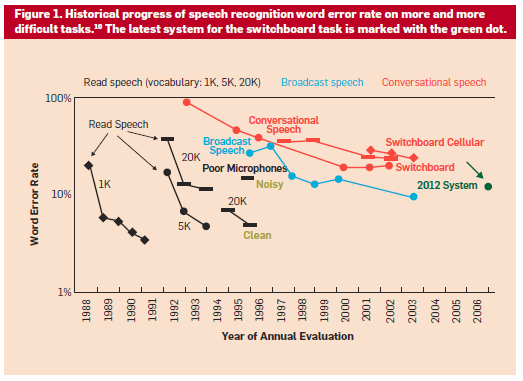 Figure 1. Historical progress of speech recognition word error rate on more and more
difficult tasks.¹⁰ The latest system for the switchboard task is marked with the green dot.
Read speech (vocabulary: 1K, 5K, 20K) Broadcast speech Conversational speech
100%
Read Speech
Conversational
Speech
Broadcast
Speech
Switchboard Cellular
20K
Poor Microphones
Switchboard
1K
Noisy
2012 System
10%
20K
5K
Clean
1%
Word Error Rate
1988 1989 1990 1991 1992 1993 1994 1995 1996 1997 1998 1999 2000 2001 2002 2003 2004 2005 2006
Year of Annual Evaluation